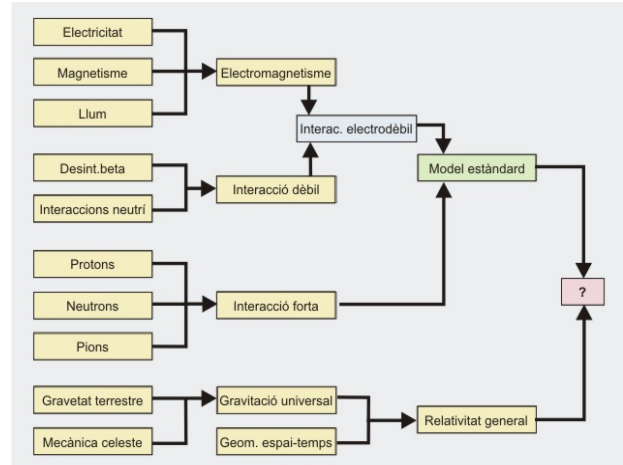 Electricitat
Magnetisme
Electromagnetisme
Llum
Interac. electrodèbil
Desint.beta
Model estàndard
Interacció dèbil
Interaccions neutrí
Protons
?
Neutrons
Interacció forta
Pions
Gravetat terrestre
Gravitació universal
Relativitat general
Mecànica celeste
Geom. espai-temps